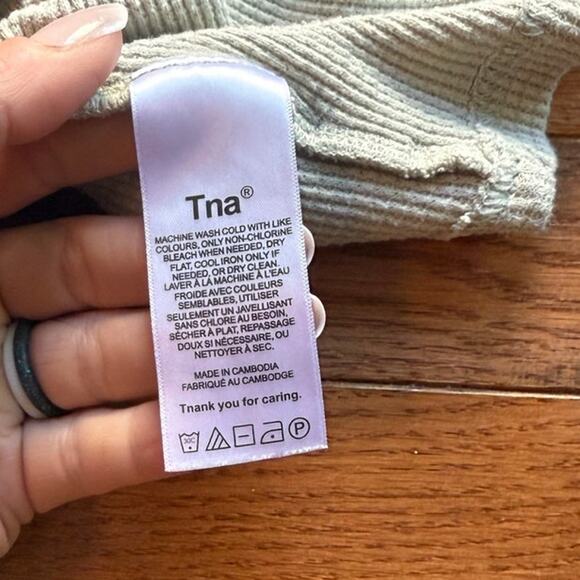 Tna®
MACHINE WASH COLD WITH LIKE
COLOURS, ONLY NON-CHLORINE
BLEACH WHEN NEEDED, DRY
FLAT, COOL IRON ONLY IF
NEEDED, OR DRY CLEAN.
LAVER À LA MACHINE À L'EAU
FROIDE AVEC COULEURS
SEMBLABLES, UTILISER
SEULEMENT UN JAVELLISANT
SANS CHLORE AU BESOIN,
SÉCHER À PLAT, REPASSAGE
DOUX SI NÉCESSAIRE, OU
NETTOYER À SEC.
MADE IN CAMBODIA
FABRIQUÉ AU CAMBODGE
Tnank you for caring.
30C P